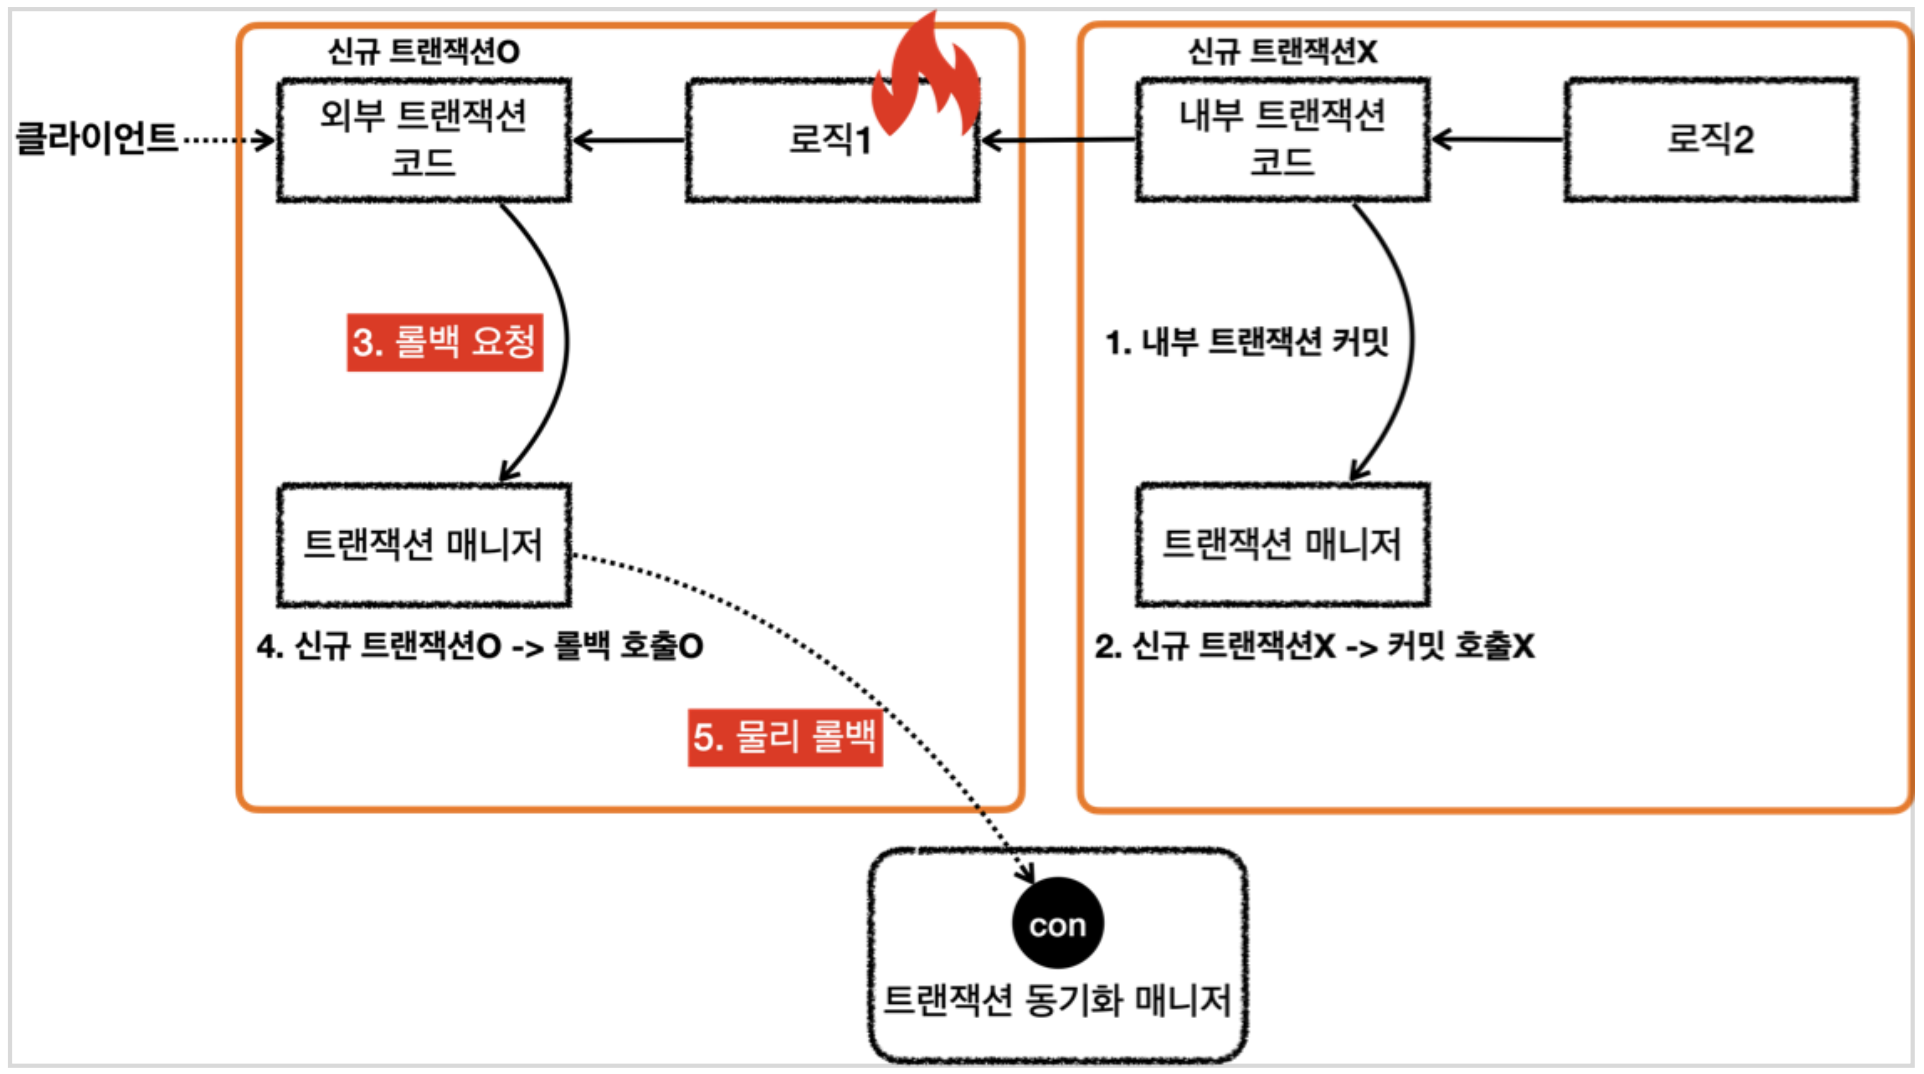 신규 트랜잭션O
신규 트랜잭션X
클라이언트
외부 트랜잭션
코드
로직1
내부 트랜잭션
코드
로직2
3. 롤백 요청
1. 내부 트랜잭션 커밋
트랜잭션 매니저
트랜잭션 매니저
4. 신규 트랜잭션O -> 롤백 호출O
2. 신규 트랜잭션X -> 커밋 호출X
5. 물리 롤백
con
트랜잭션 동기화 매니저